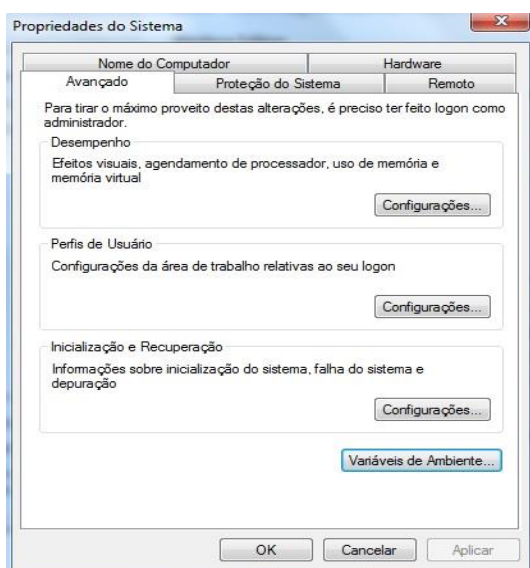 Propriedades do Sistema
Nome do Computador
Hardware
Avançado
Proteção do Sistema
Remoto
Para tirar o máximo proveito destas alterações, é preciso ter feito logon como
administrador.
Desempenho
Efeitos visuais, agendamento de processador, uso de memória e
memória virtual
Configurações...
Perfis de Usuário
Configurações da área de trabalho relativas ao seu logon
Configurações...
Inicialização e Recuperação
Informações sobre inicialização do sistema, falha do sistema e
depuração
Configurações...
Variáveis de Ambiente...
OK
Cancelar
Aplicar